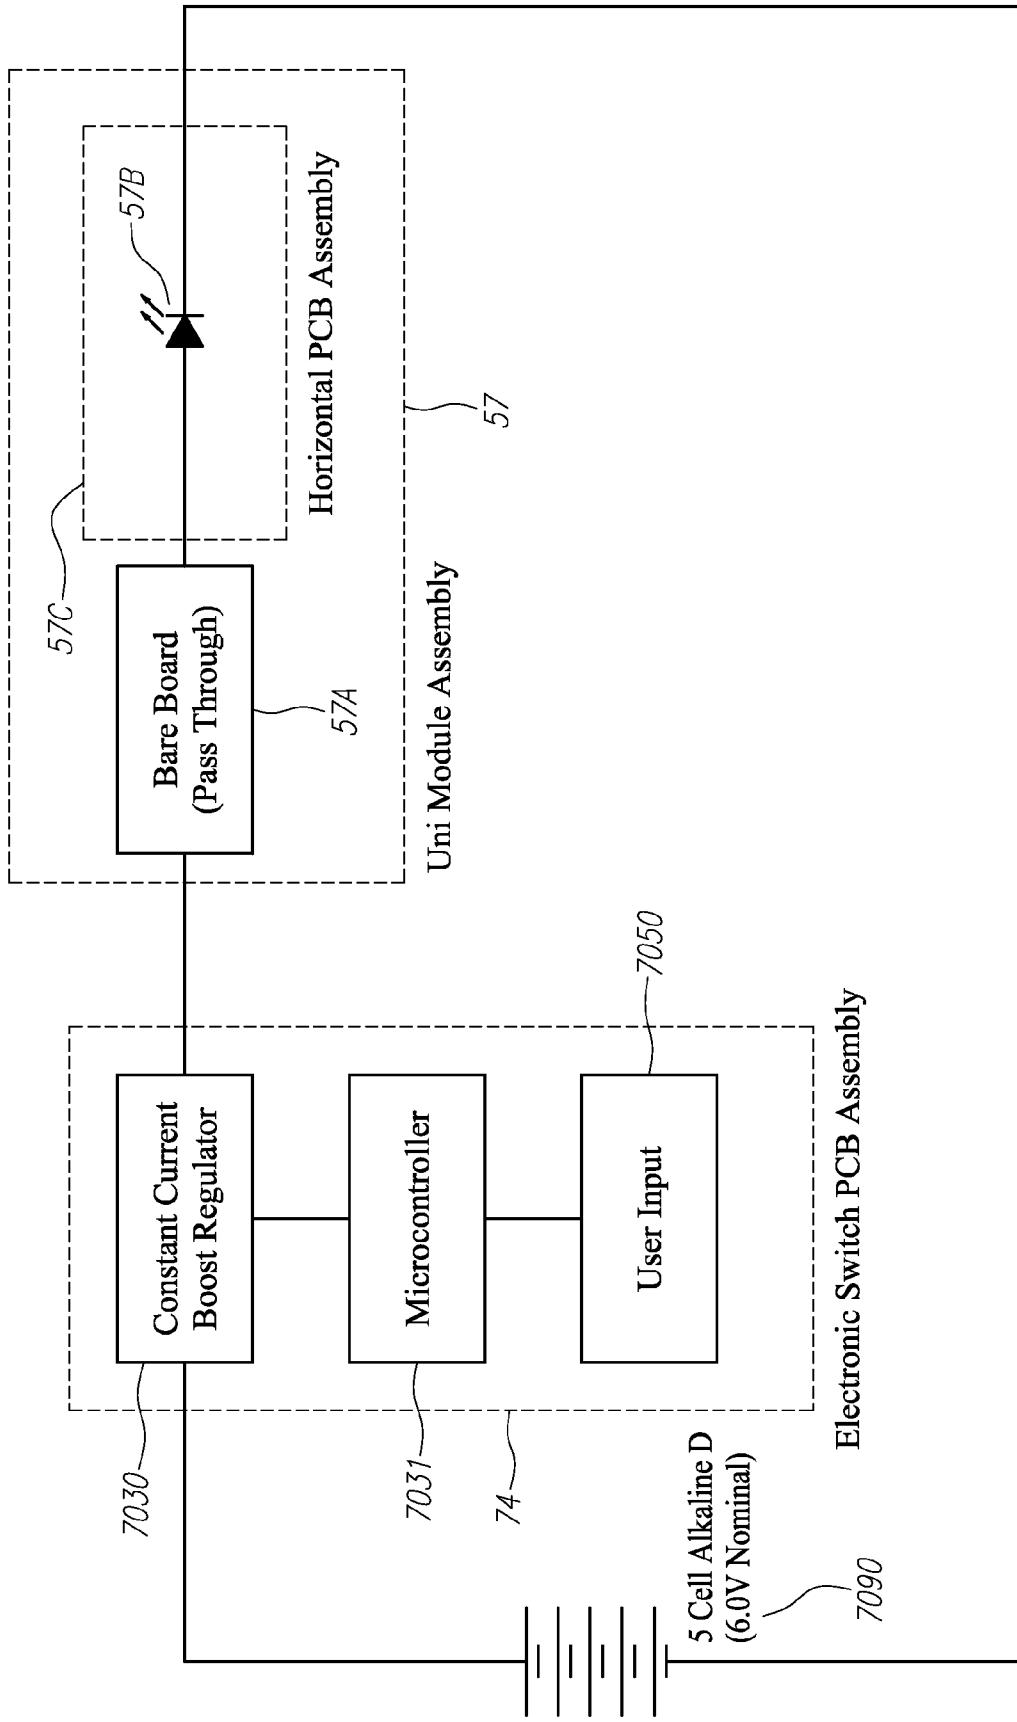 57C
57B
Bare Board
(Pass Through)
57A
Horizontal PCB Assembly
57
Uni Module Assembly
7030
Constant Current
Boost Regulator
7031
Microcontroller
7050
User Input
74
Electronic Switch PCB Assembly
5 Cell Alkaline D
(6.0V Nominal)
7090